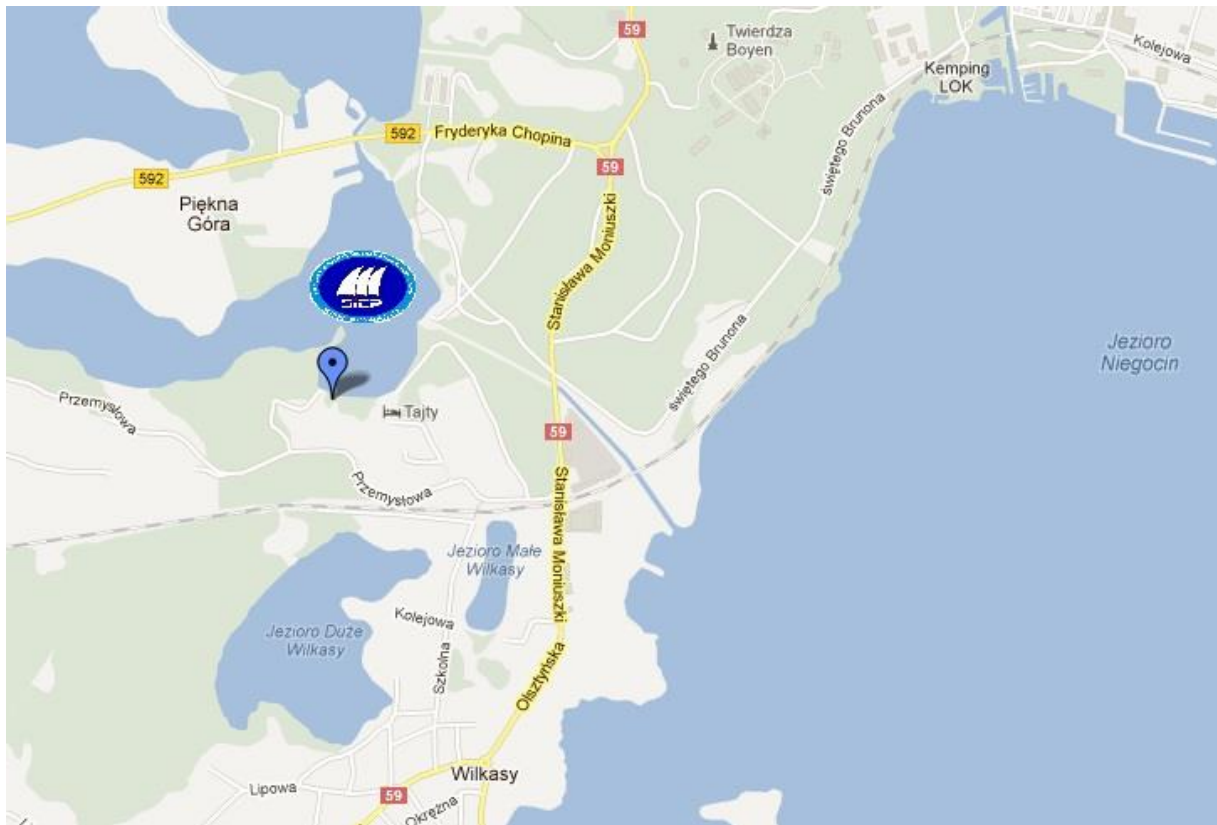 59
Twierdza
Boyen
Kolejowa
Kemping
LOK
592
Fryderyka Chopina
świętego Brunona
59
592
Piękna
Góra
Stanisława Moniuszki
SIEP
Jezioro
Niegocin
świętego Brunona
Przemysłowa
Tajty
59
Przemysłowa
Stanisława Moniuszki
Jezioro Małe
Wilkasy
Kolejowa
Jezioro Duże
Wilkasy
Szkolna
Olsztyńska
Wilkasy
Lipowa
59
Okrężna